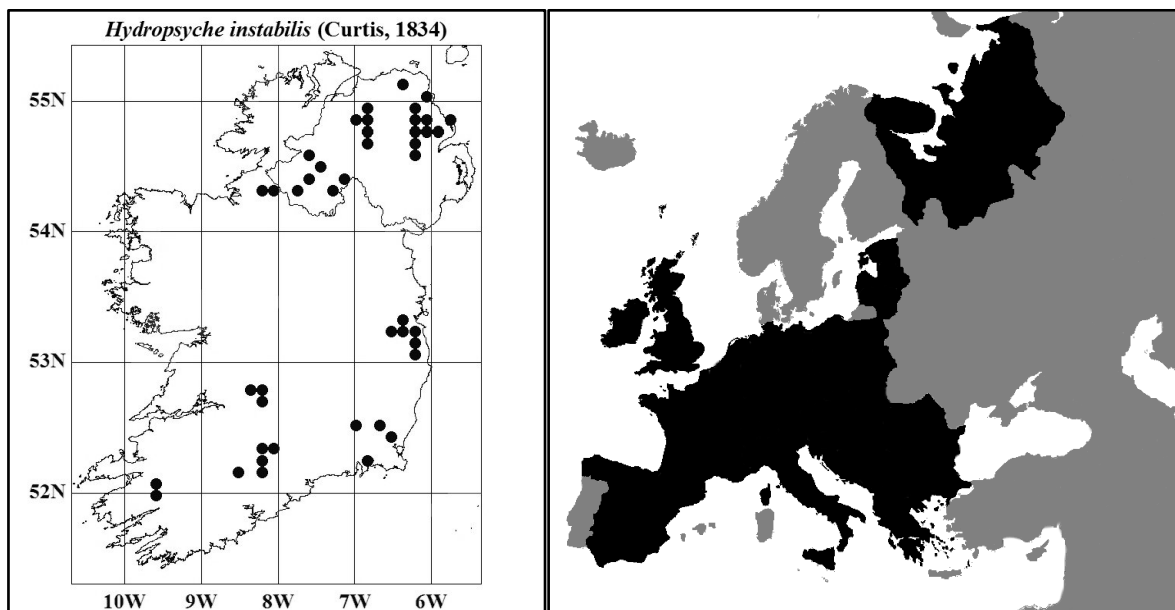 Hydropsyche instabilis (Curtis, 1834)
55N
54N
53N
52N
10W 9W 8W 7W 6W